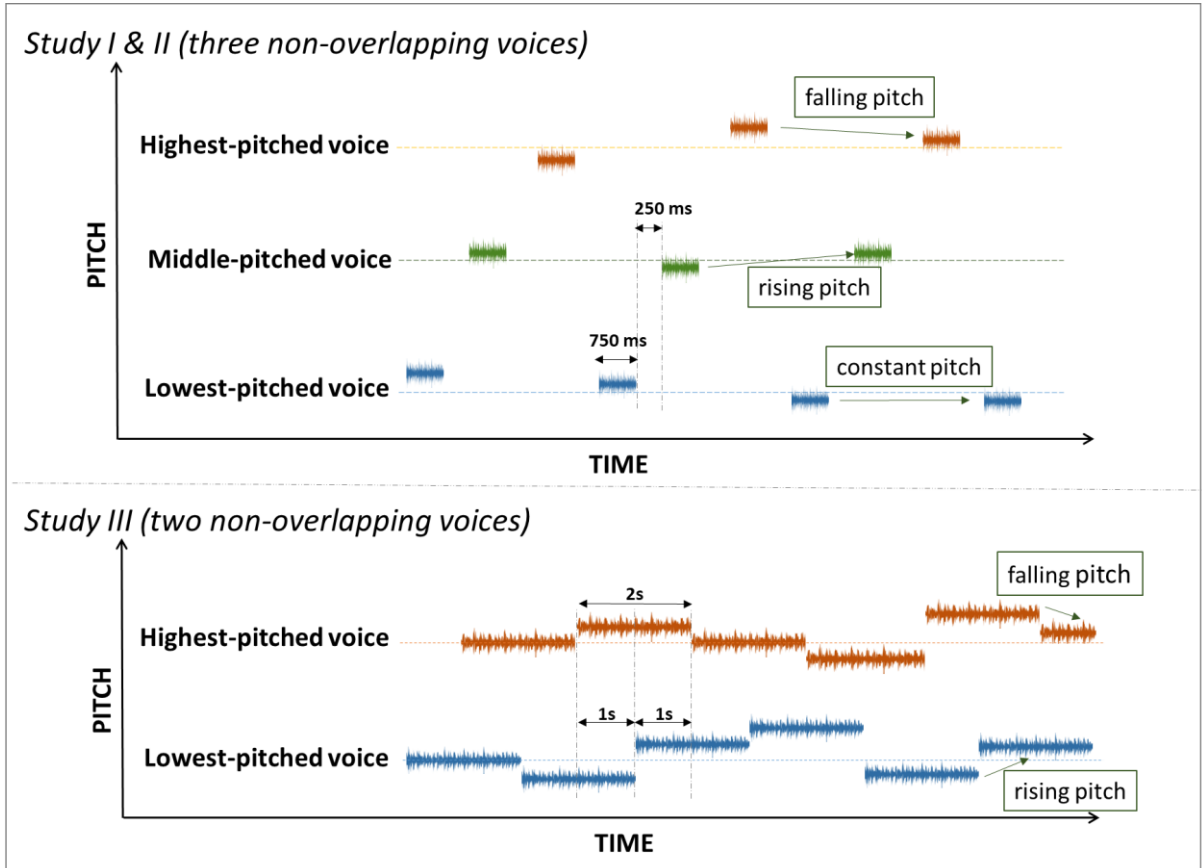 Study I & II (three non-overlapping voices)
falling pitch
Highest-pitched voice
250 ms
Middle-pitched voice
rising pitch
750 ms
constant pitch
Lowest-pitched voice
PITCH
TIME
Study III (two non-overlapping voices)
falling pitch
2s
Highest-pitched voice
1s
1s
Lowest-pitched voice
rising pitch
PITCH
TIME